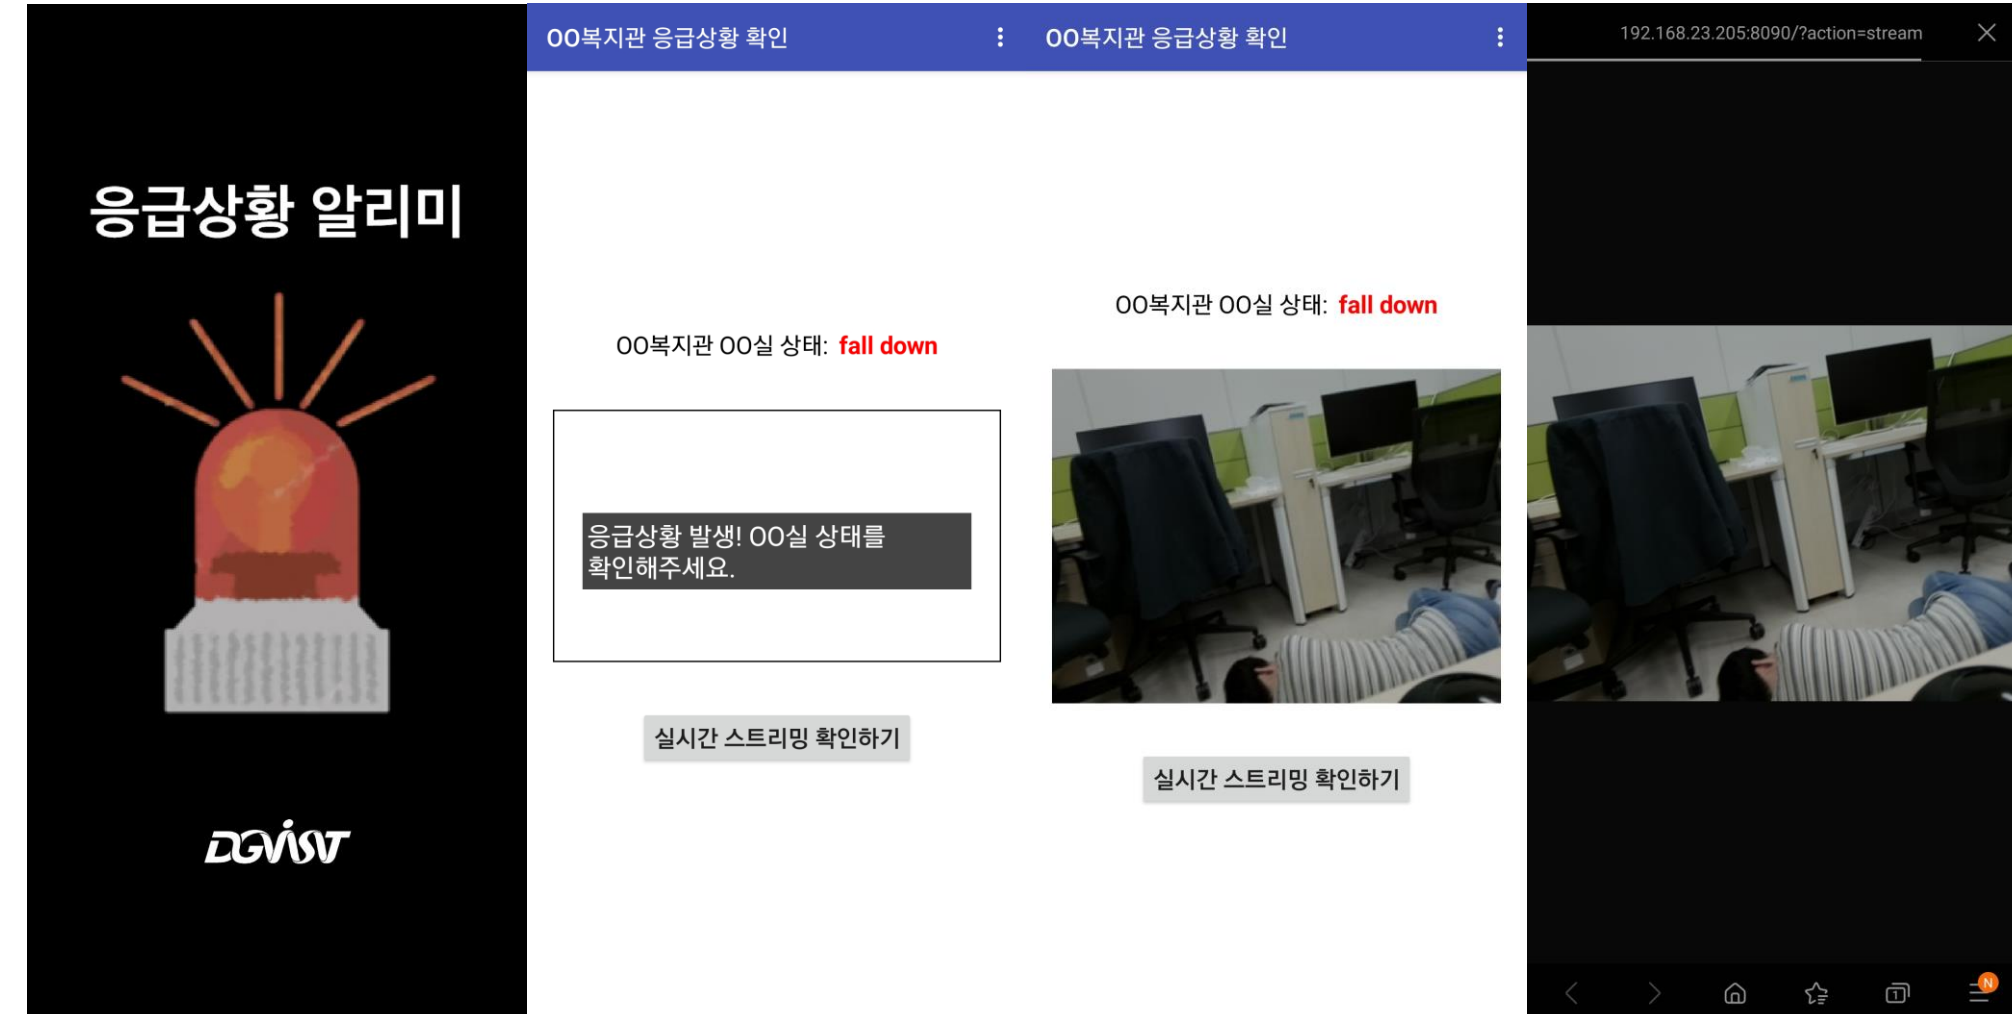 응급상황 알리미
DGIST
OO복지관 응급상황 확인
OO복지관 OO실 상태: fall down
응급상황 발생! OO실 상태를
확인해주세요.
실시간 스트리밍 확인하기
OO복지관 응급상황 확인
OO복지관 OO실 상태: fall down
실시간 스트리밍 확인하기
192.168.23.205:8090/?action=stream
1
N